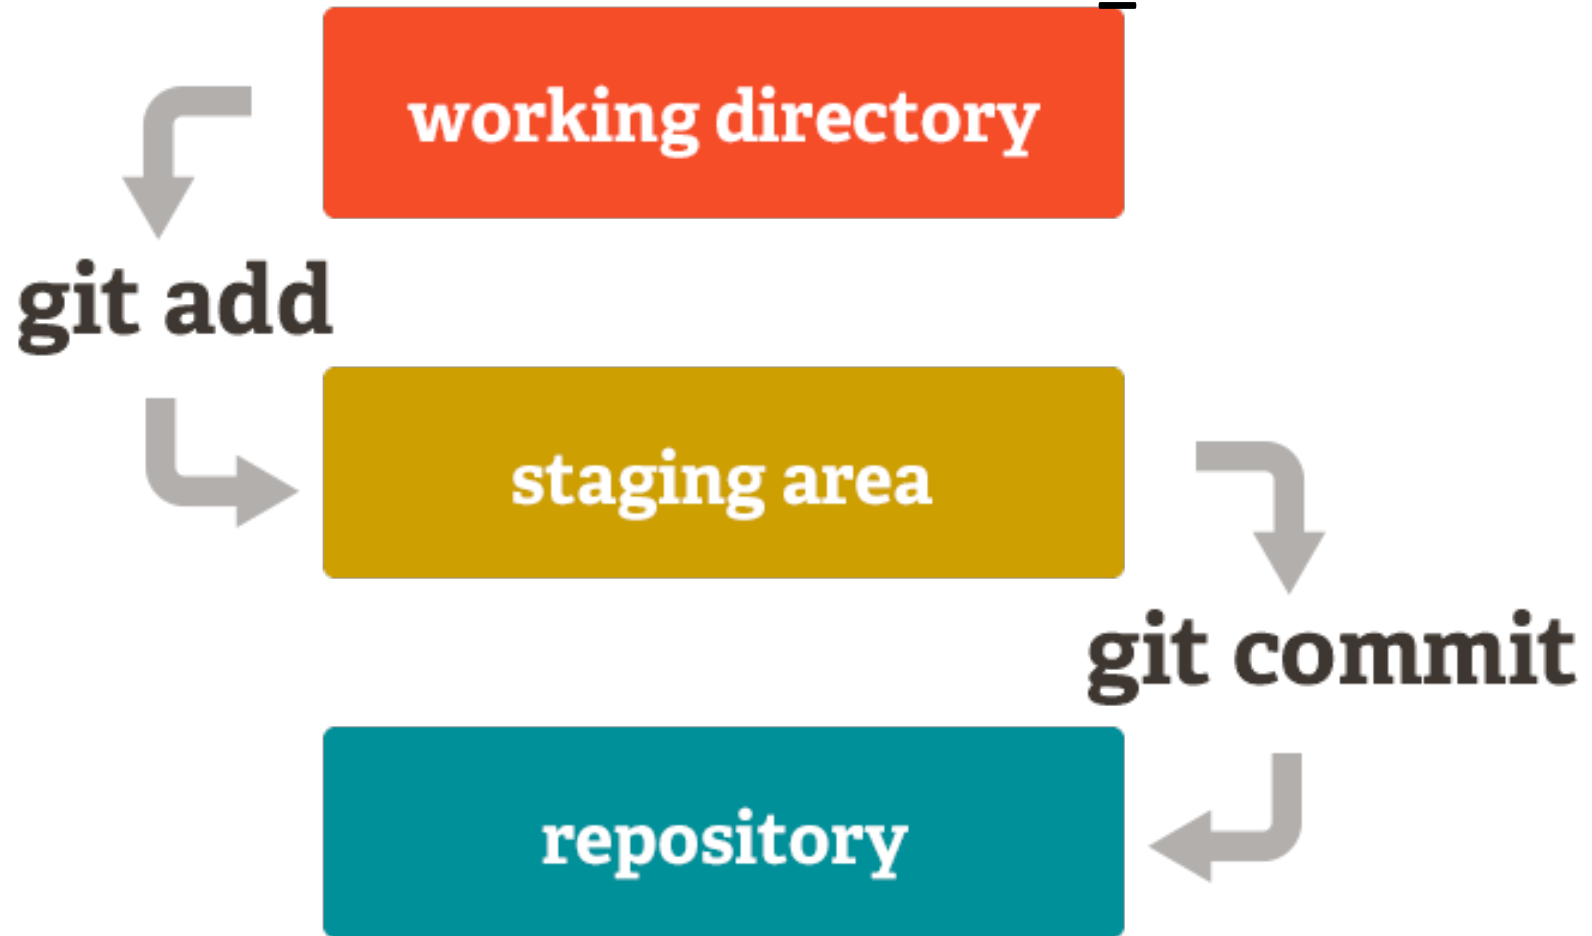 working directory
git add
staging area
git commit
repository